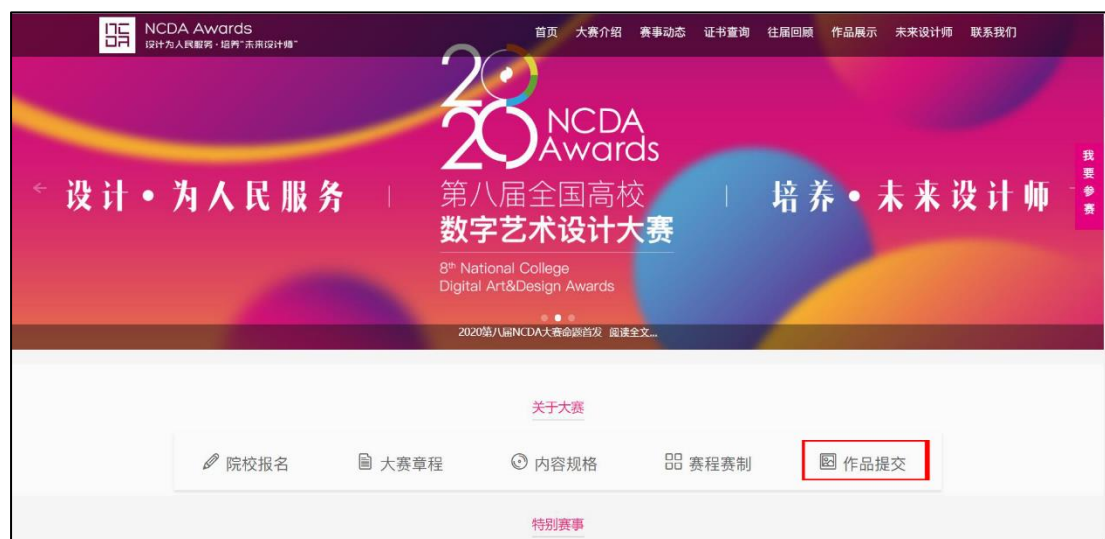 NCDA Awards
设计为人民服务·培养"未来设计师"
首页 大赛介绍 赛事动态 证书查询 往届回顾 作品展示 未来设计师 联系我们
2020 NCDA
Awards
设计·为人民服务
第八届全国高校
数字艺术设计大赛
培养·未来设计师
8th National College
Digital Art&Design Awards
我要参赛
2020第八届NCDA大赛命题首发 阅读全文...
关于大赛
院校报名 大赛章程 内容规格 赛程赛制 作品提交
特别赛事